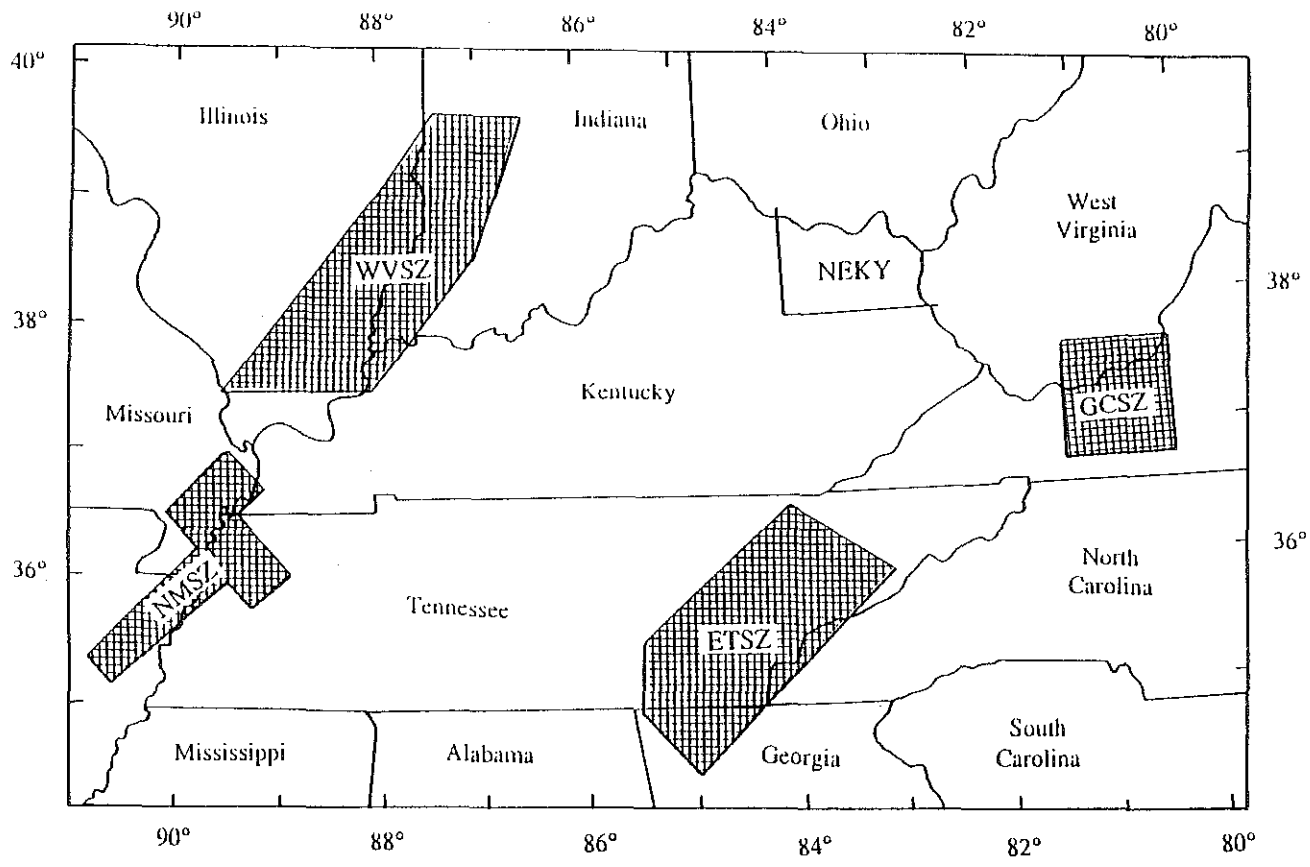 90° 88° 86° 84° 82° 80°
40°
Illinois
Indiana
Ohio
West
Virginia
WVSZ
NEKY
38°
38°
Missouri
Kentucky
GCSZ
36°
36°
NMSZ
Tennessee
ETSZ
North
Carolina
Mississippi
Alabama
Georgia
South
Carolina
90° 88° 86° 84° 82° 80°